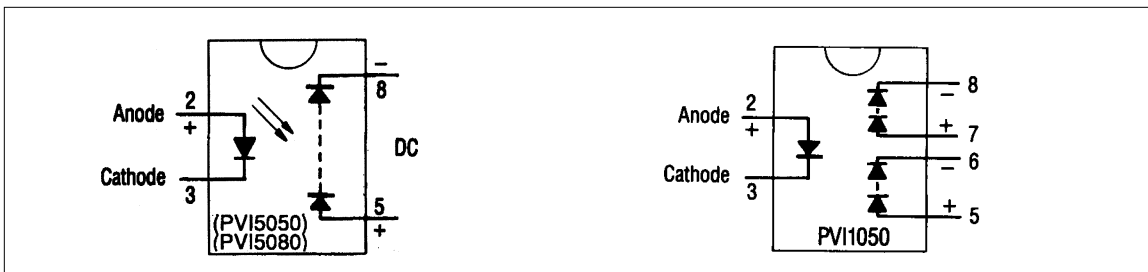 −
8
2
Anode
+
DC
Cathode
3
5
+
(PVI5050)
(PVI5080)
8
−
2
Anode
+
+
7
6
−
Cathode
3
+
5
PVI1050